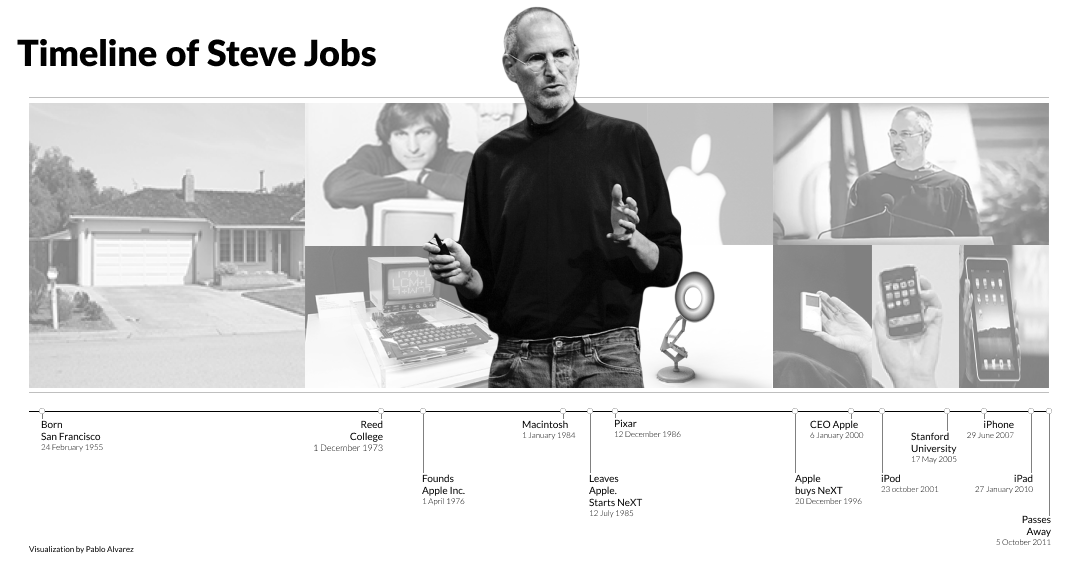 Timeline of Steve Jobs
Born
San Francisco
24 February 1955
Reed
College
1 December 1973
Founds
Apple Inc.
1 April 1976
Macintosh
1 January 1984
Leaves
Apple.
Starts NeXT
12 July 1985
Pixar
12 December 1986
Apple
buys NeXT
20 December 1996
CEO Apple
6 January 2000
iPod
23 october 2001
Stanford
University
17 May 2005
iPhone
29 June 2007
iPad
27 January 2010
Passes
Away
5 October 2011
Visualization by Pablo Alvarez